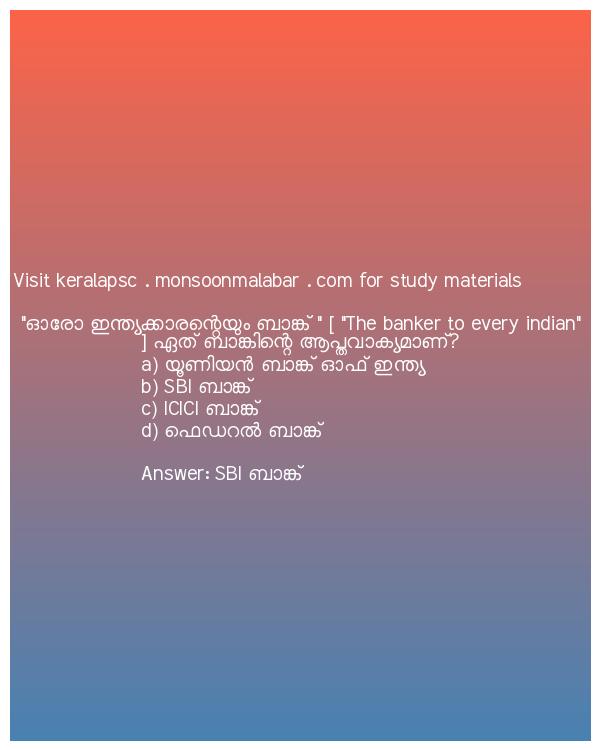 Visit keralapsc . monsoonmalabar . com for study materials
"ഓരോ ഇന്ത്യക്കാരന്റെയും ബാങ്ക് " [ "The banker to every indian"
] ഏത് ബാങ്കിന്റെ ആപ്തവാക്യമാണ്?
a) യൂണിയൻ ബാങ്ക് ഓഫ് ഇന്ത്യ
b) SBI ബാങ്ക്
c) ICICI ബാങ്ക്
d) ഫെഡറൽ ബാങ്ക്
Answer: SBI ബാങ്ക്